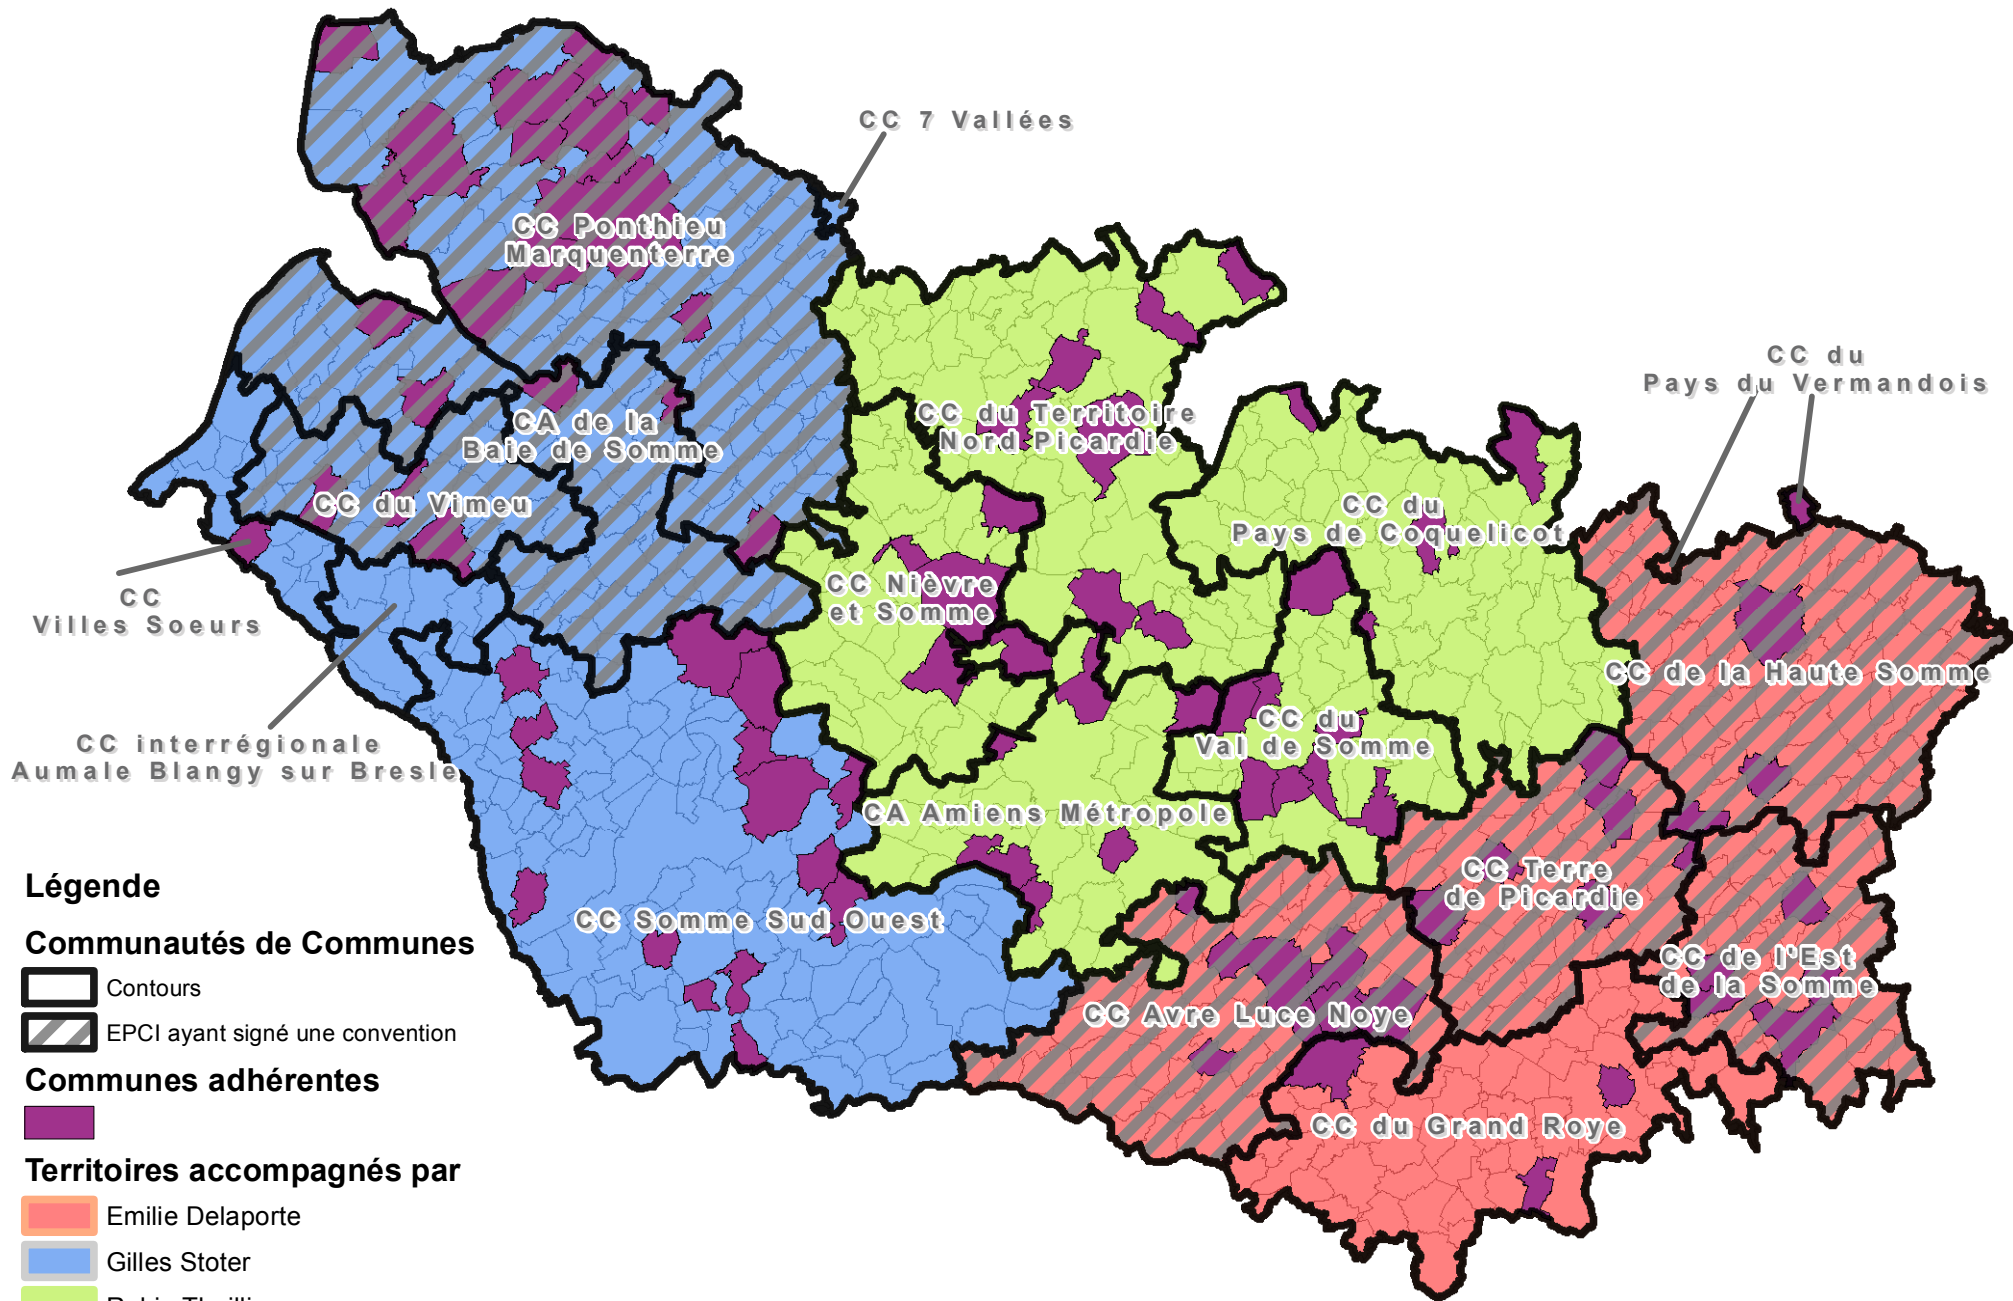 CC 7 Vallées
CC Ponthieu
Marquenterre
CC du
Pays du Vermandois
CC du Territoire
Nord Picardie
CA de la
Baie de Somme
CC du Vimeu
CC du
Pays de Coquelicot
CC Nièvre
et Somme
CC
Villes Soeurs
CC de la Haute Somme
CC interrégionale
Aumale Blangy sur Bresle
CC du
Val de Somme
CA Amiens Métropole
CC Terre
de Picardie
CC Somme Sud Ouest
CC de l'Est
de la Somme
CC Avre Luce Noye
CC du Grand Roye
Légende
Communautés de Communes
Contours
EPCI ayant signé une convention
Communes adhérentes
Territoires accompagnés par
Emilie Delaporte
Gilles Stoter